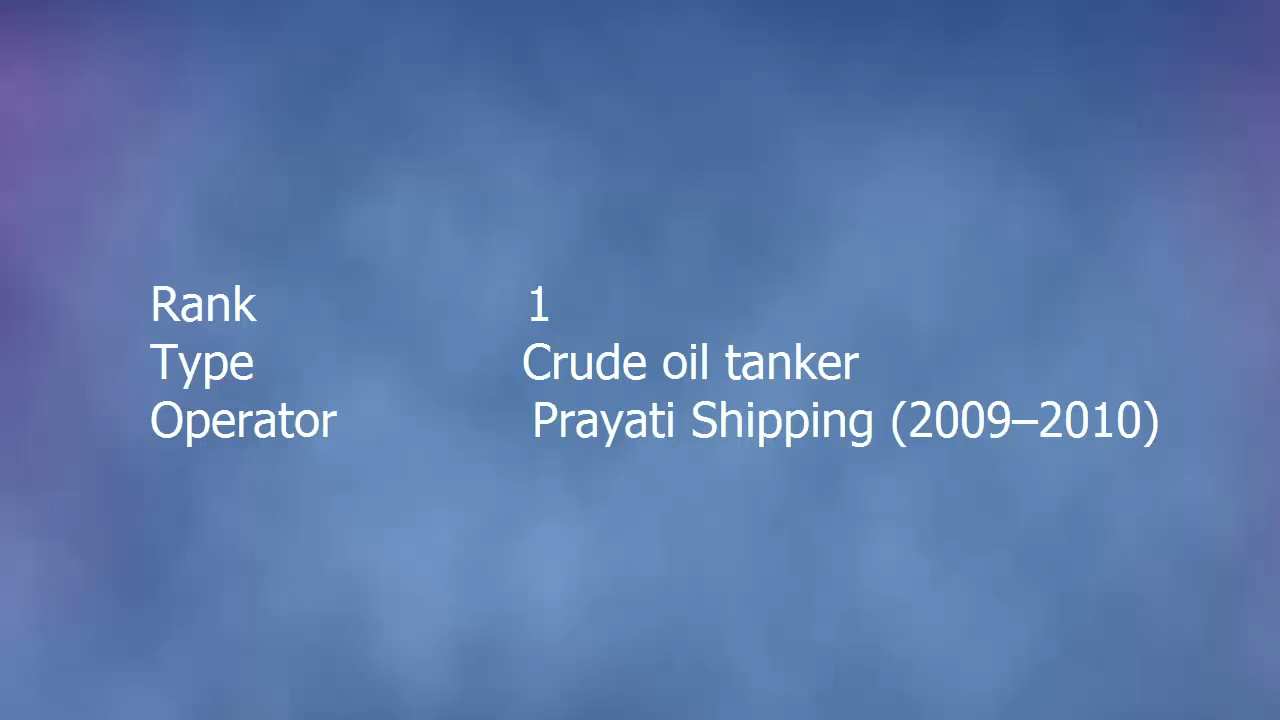 Rank 1
Type Crude oil tanker
Operator Prayati Shipping (2009–2010)